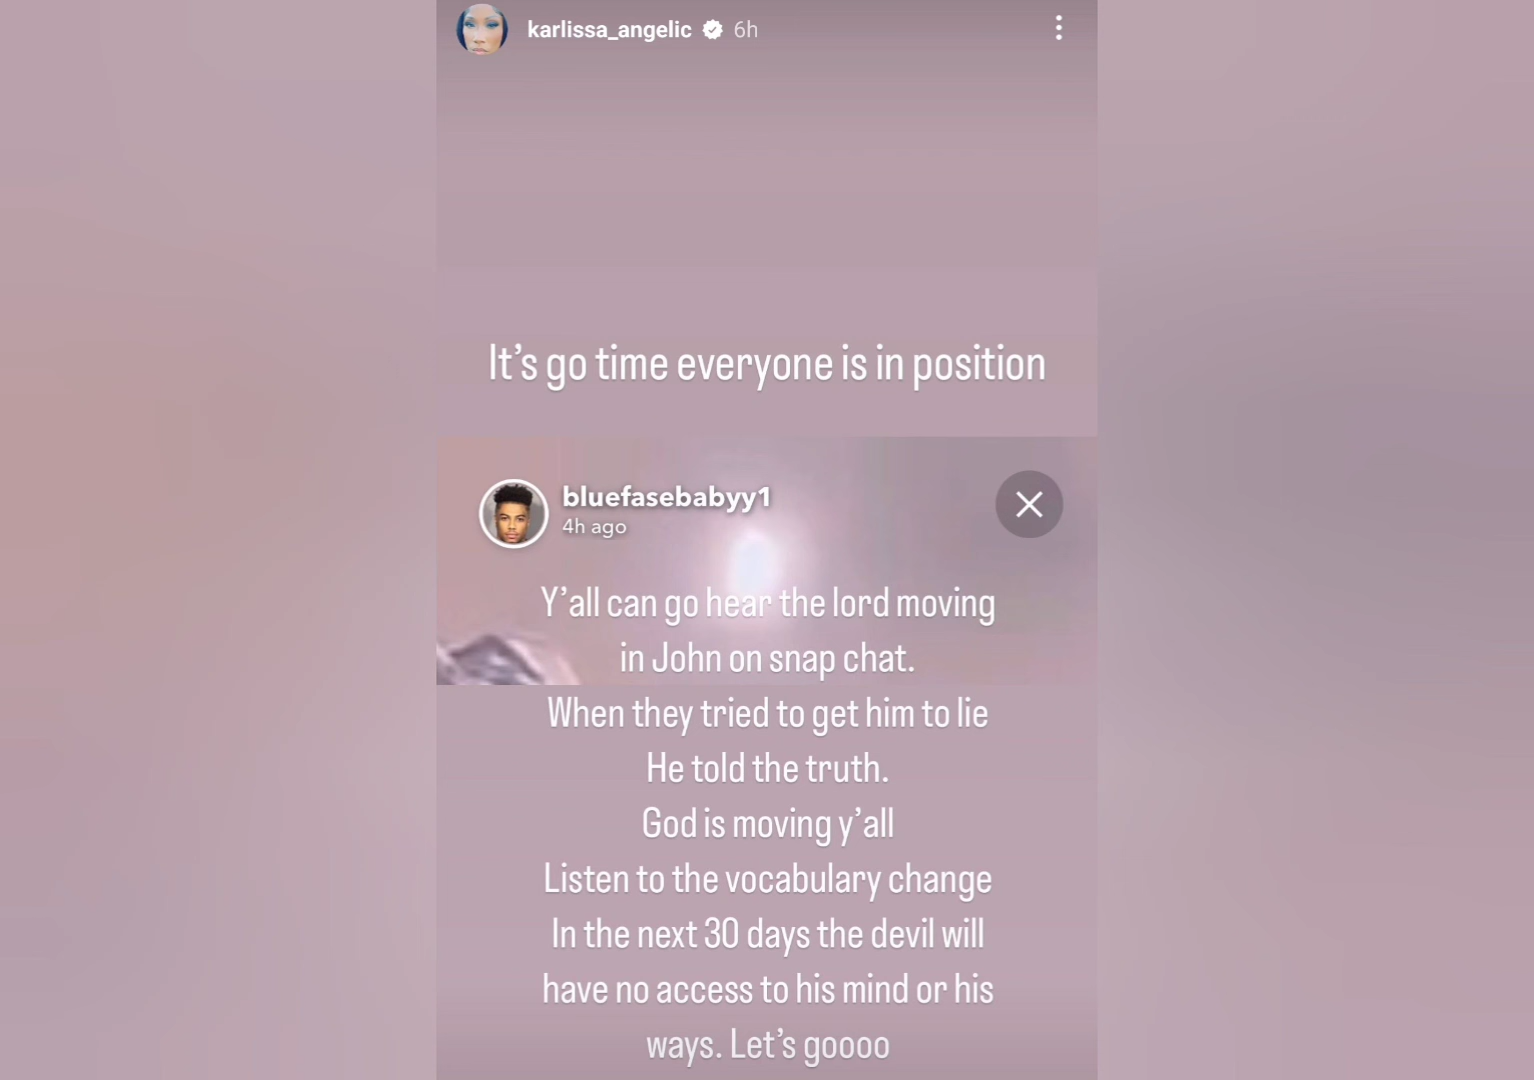 karlissa_angelic 6h
It's go time everyone is in position
bluefasebabyy1
4h ago
Y'all can go hear the lord moving
in John on snap chat.
When they tried to get him to lie
He told the truth.
God is moving y'all
Listen to the vocabulary change
In the next 30 days the devil will
have no access to his mind or his
ways. Let's goooo